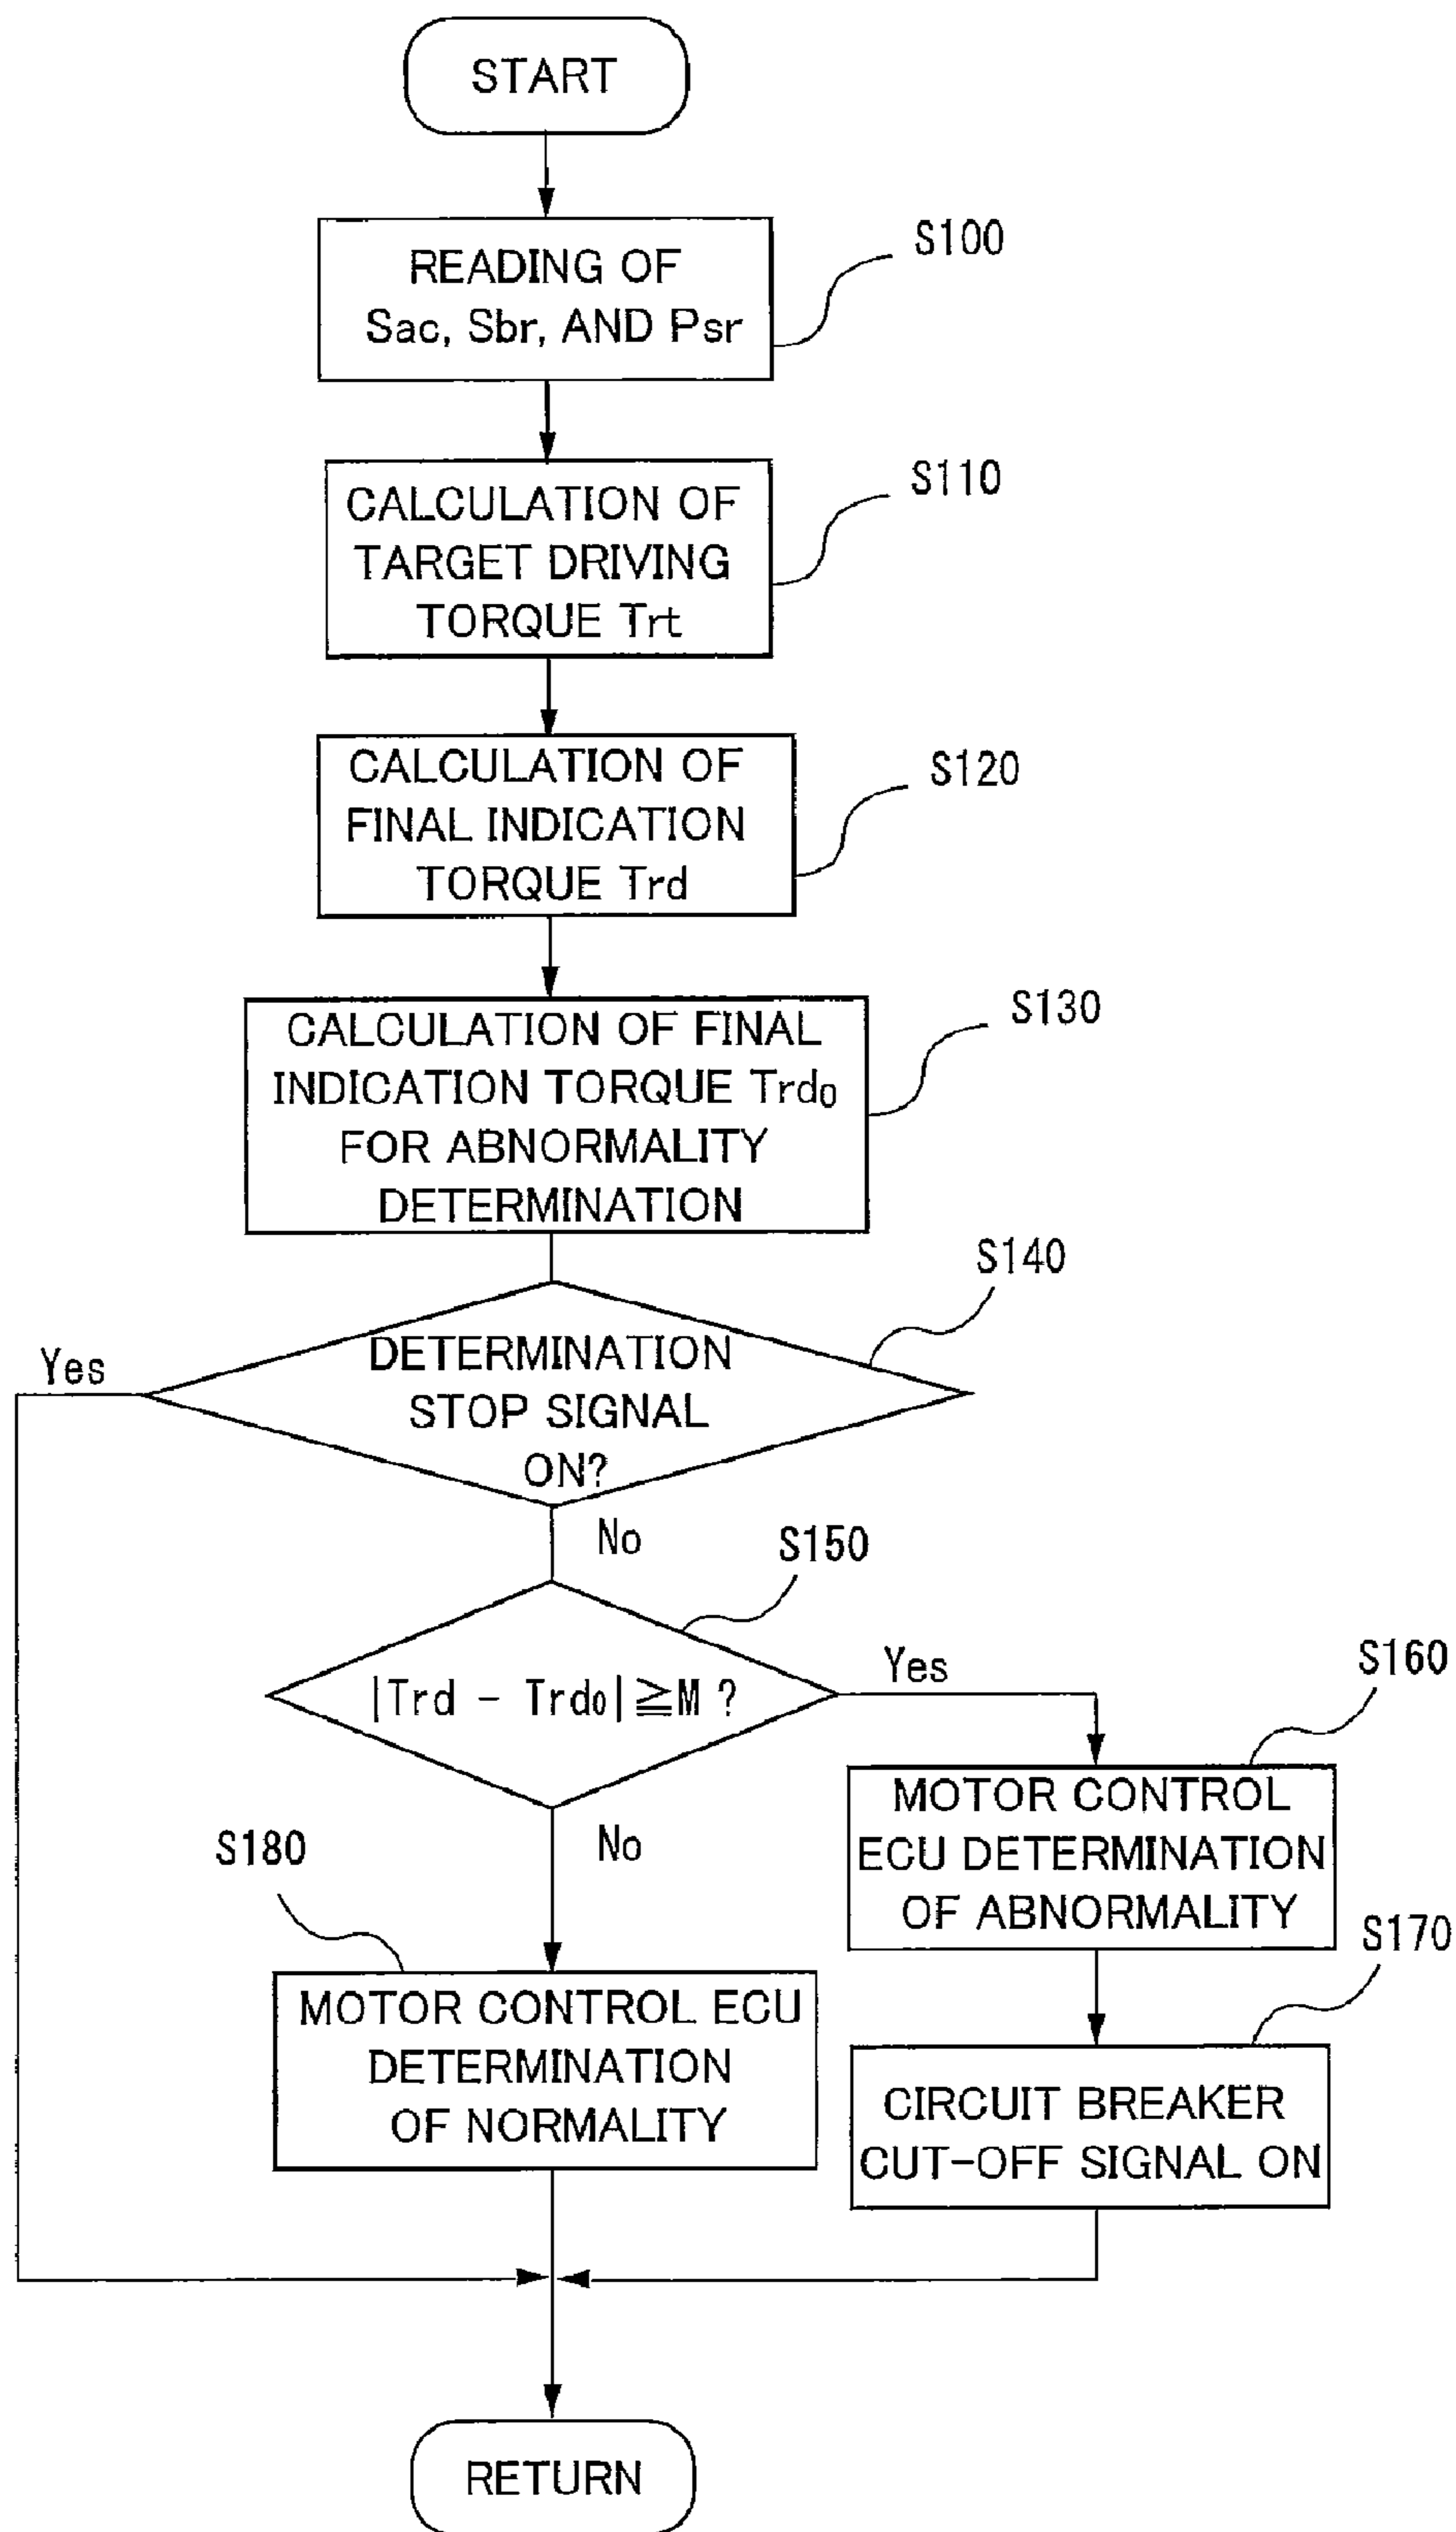 START
S100
READING OF
Sac, Sbr, AND Psr
S110
CALCULATION OF
TARGET DRIVING
TORQUE Trt
S120
CALCULATION OF
FINAL INDICATION
TORQUE Trd
S130
CALCULATION OF FINAL
INDICATION TORQUE Trd₀
FOR ABNORMALITY
DETERMINATION
S140
Yes
DETERMINATION
STOP SIGNAL
ON?
No
S150
|Trd - Trd₀| ≧M ?
Yes
S160
MOTOR CONTROL
ECU DETERMINATION
OF ABNORMALITY
No
S180
S170
MOTOR CONTROL ECU
DETERMINATION
OF NORMALITY
CIRCUIT BREAKER
CUT-OFF SIGNAL ON
RETURN